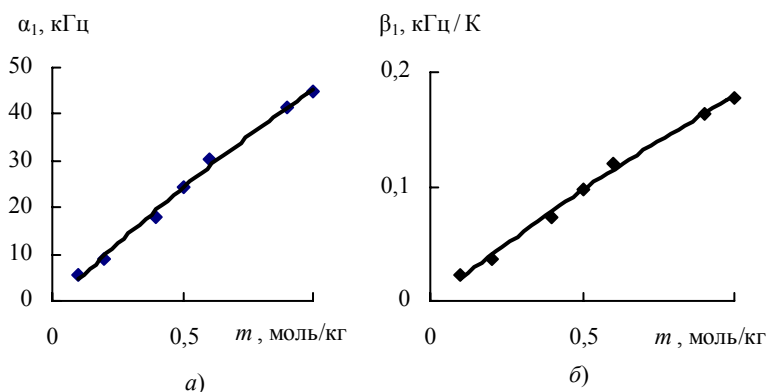 α₁, кГц
50
40
30
20
10
0
0
0,5
m , моль/кг
а)
β₁, кГц / К
0,2
0,1
0
0
0,5
m , моль/кг
б)